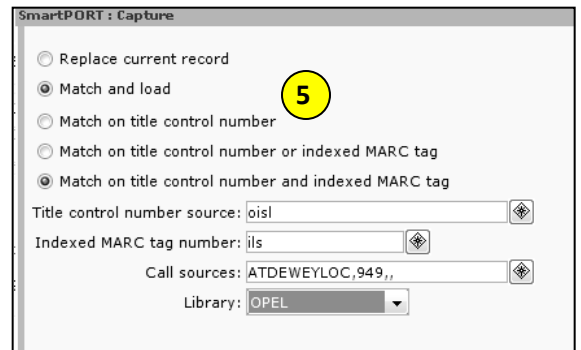 SmartPORT : Capture
Replace current record
Match and load
5
Match on title control number
Match on title control number or indexed MARC tag
Match on title control number and indexed MARC tag
Title control number source: oisl
Indexed MARC tag number: ils
Call sources: ATDEWEYLOC,949,,
Library: OPEL